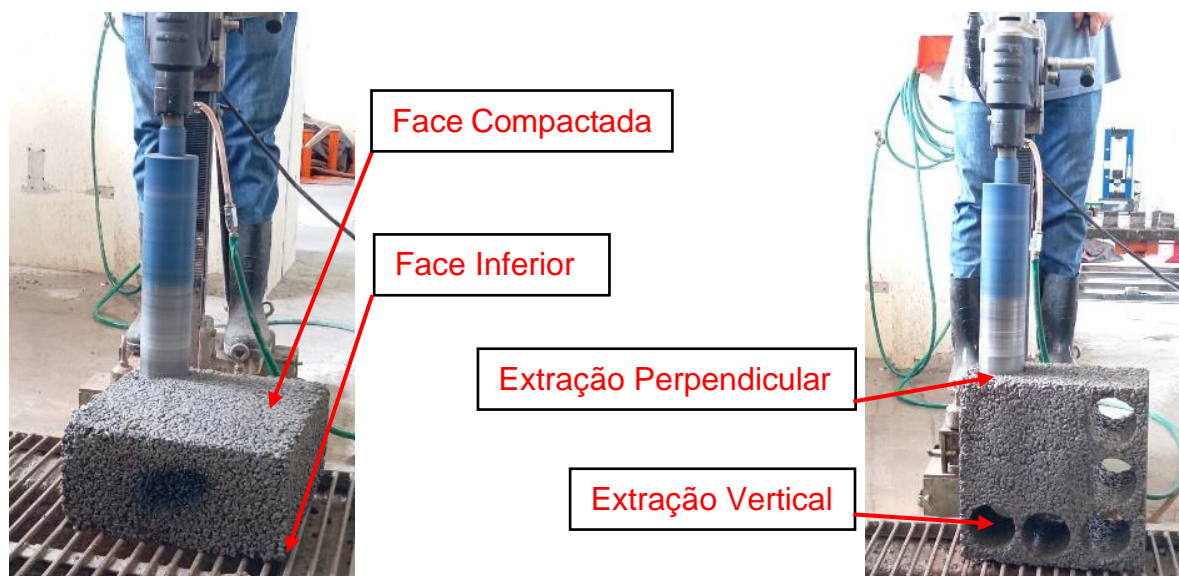 Face Compactada
Face Inferior
Extração Perpendicular
Extração Vertical